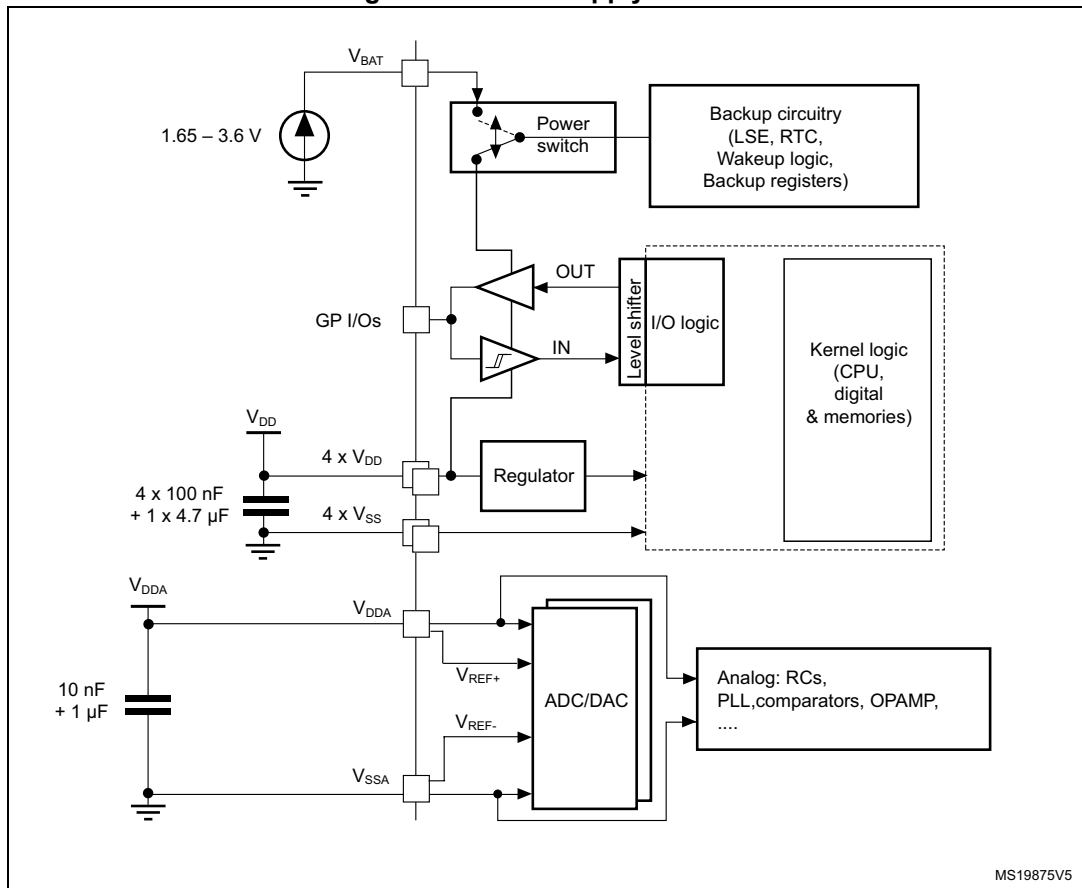 VBAT
1.65 – 3.6 V
Power
switch
Backup circuitry
(LSE, RTC,
Wakeup logic,
Backup registers)
OUT
GP I/Os
IN
Level shifter
I/O logic
Kernel logic
(CPU,
digital
& memories)
VDD
4 x VDD
Regulator
4 x 100 nF
+ 1 x 4.7 µF
4 x VSS
VDDA
VDDA
VREF+
10 nF
+ 1 µF
ADC/DAC
Analog: RCs,
PLL,comparators, OPAMP,
....
VREF-
VSSA
MS19875V5